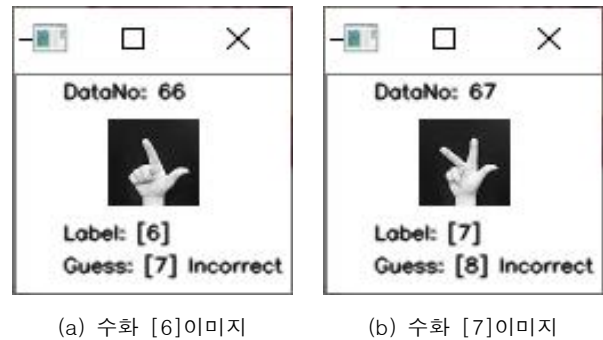 DataNo: 66
Label: [6]
Guess: [7] Incorrect
(a) 수화 [6]이미지
DataNo: 67
Label: [7]
Guess: [8] Incorrect
(b) 수화 [7]이미지